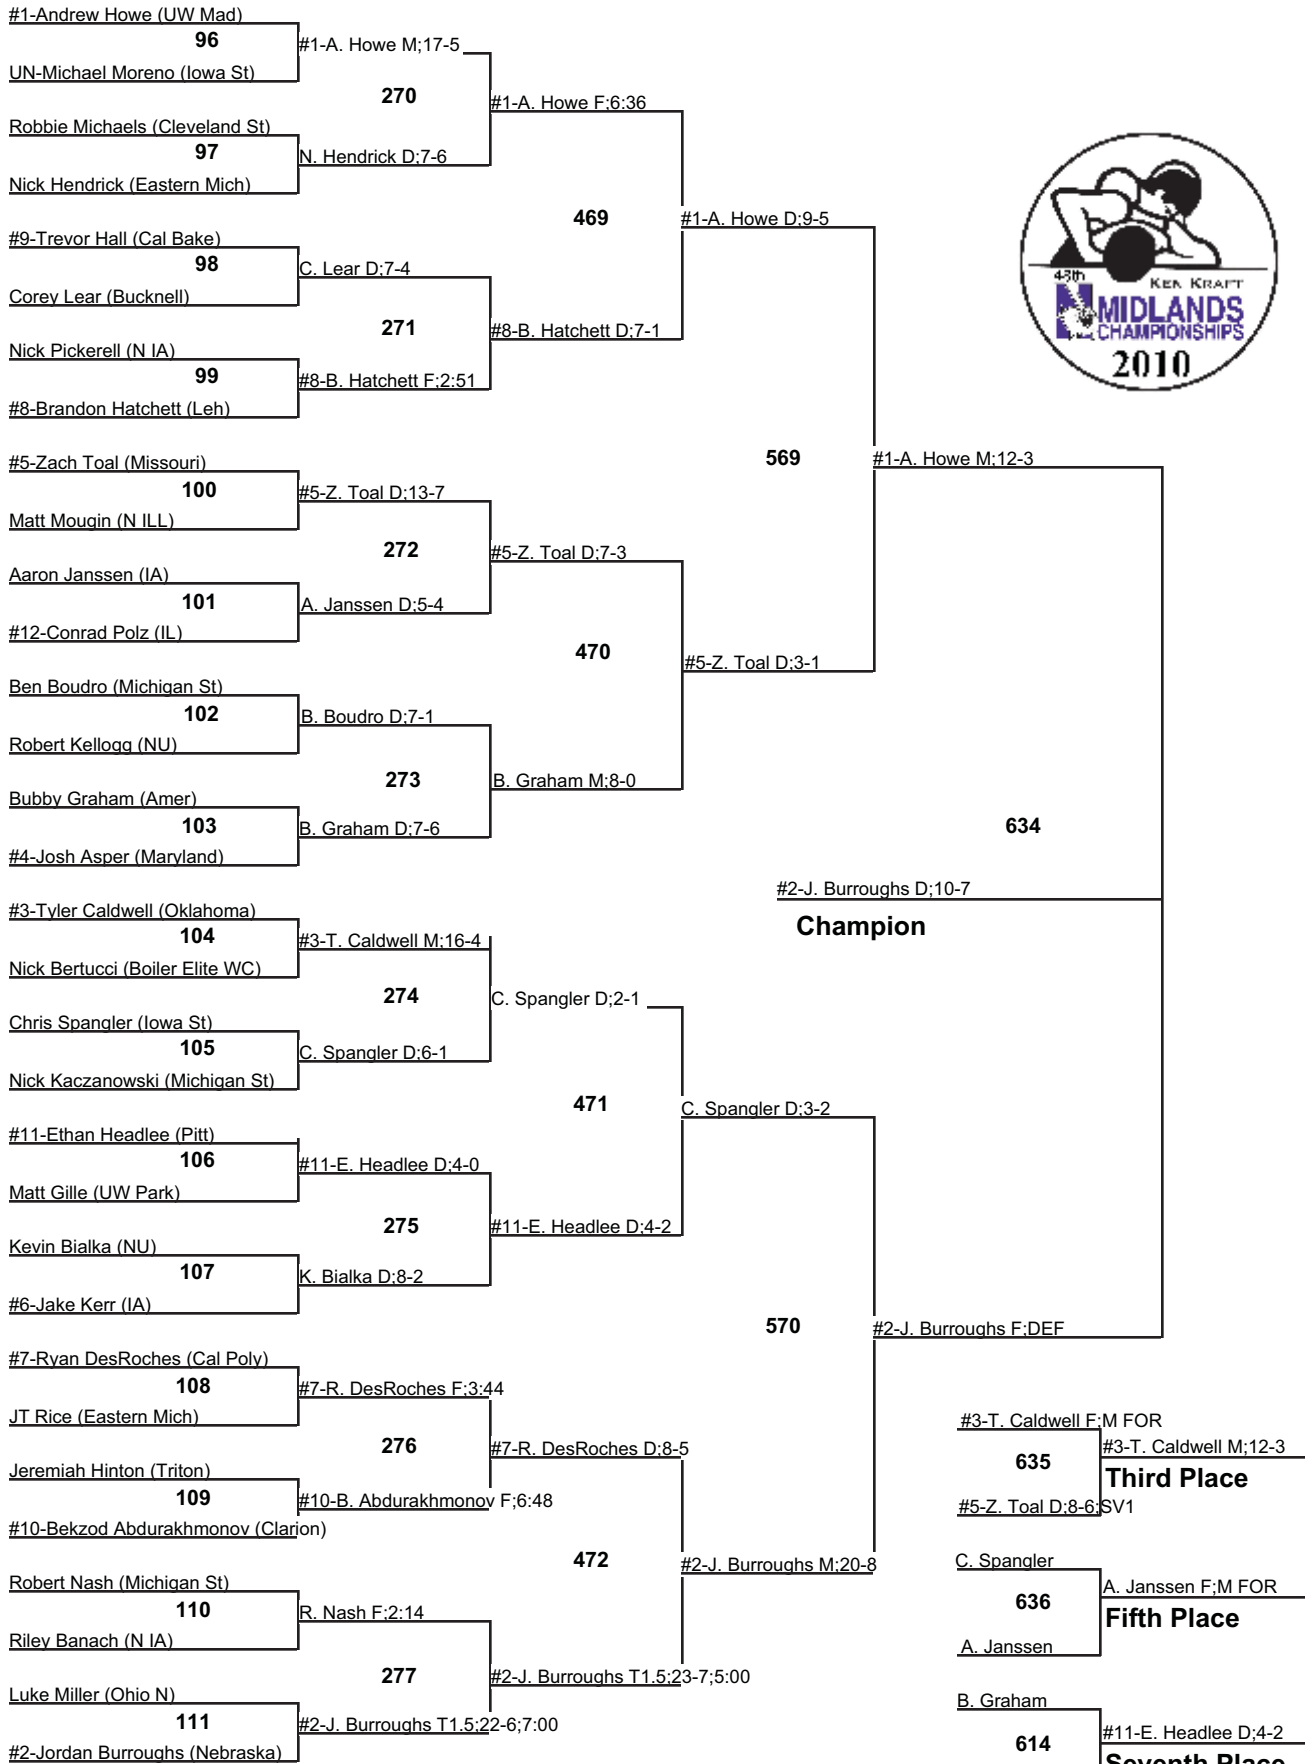 #1-Andrew Howe (UW Mad)
96
#1-A. Howe M;17-5
UN-Michael Moreno (Iowa St)
270
#1-A. Howe F;6:36
Robbie Michaels (Cleveland St)
97
N. Hendrick D;7-6
Nick Hendrick (Eastern Mich)
469
#1-A. Howe D;9-5
#9-Trevor Hall (Cal Bake)
98
C. Lear D;7-4
Corey Lear (Bucknell)
271
#8-B. Hatchett D;7-1
Nick Pickerell (N IA)
99
#8-B. Hatchett F;2:51
#8-Brandon Hatchett (Leh)
KEN KRAFT
MIDLANDS
CHAMPIONSHIPS
2010
569
#1-A. Howe M;12-3
#5-Zach Toal (Missouri)
100
#5-Z. Toal D;13-7
Matt Mougin (N ILL)
272
#5-Z. Toal D;7-3
Aaron Janssen (IA)
101
A. Janssen D;5-4
#12-Conrad Polz (IL)
470
#5-Z. Toal D;3-1
Ben Boudro (Michigan St)
102
B. Boudro D;7-1
Robert Kellogg (NU)
273
B. Graham M;8-0
Bubby Graham (Amer)
103
B. Graham D;7-6
#4-Josh Asper (Maryland)
634
#2-J. Burroughs D;10-7
Champion
#3-Tyler Caldwell (Oklahoma)
104
#3-T. Caldwell M;16-4
Nick Bertucci (Boiler Elite WC)
274
C. Spangler D;2-1
Chris Spangler (Iowa St)
105
C. Spangler D;6-1
Nick Kaczanowski (Michigan St)
471
C. Spangler D;3-2
#11-Ethan Headlee (Pitt)
106
#11-E. Headlee D;4-0
Matt Gille (UW Park)
275
#11-E. Headlee D;4-2
Kevin Bialka (NU)
107
K. Bialka D;8-2
#6-Jake Kerr (IA)
570
#2-J. Burroughs F;DEF
#7-Ryan DesRoches (Cal Poly)
108
#7-R. DesRoches F;3:44
JT Rice (Eastern Mich)
276
#7-R. DesRoches D;8-5
Jeremiah Hinton (Triton)
109
#10-B. Abdurakhmonov F;6:48
#10-Bekzod Abdurakhmonov (Clarion)
472
#2-J. Burroughs M;20-8
Robert Nash (Michigan St)
110
R. Nash F;2:14
Riley Banach (N IA)
277
#2-J. Burroughs T1.5;23-7;5:00
Luke Miller (Ohio N)
111
#2-J. Burroughs T1.5;22-6;7:00
#2-Jordan Burroughs (Nebraska)
#3-T. Caldwell F;M FOR
635
#3-T. Caldwell M;12-3
Third Place
#5-Z. Toal D;8-6;SV1
C. Spangler
636
A. Janssen F;M FOR
Fifth Place
A. Janssen
B. Graham
614
#11-E. Headlee D;4-2
Seventh Place